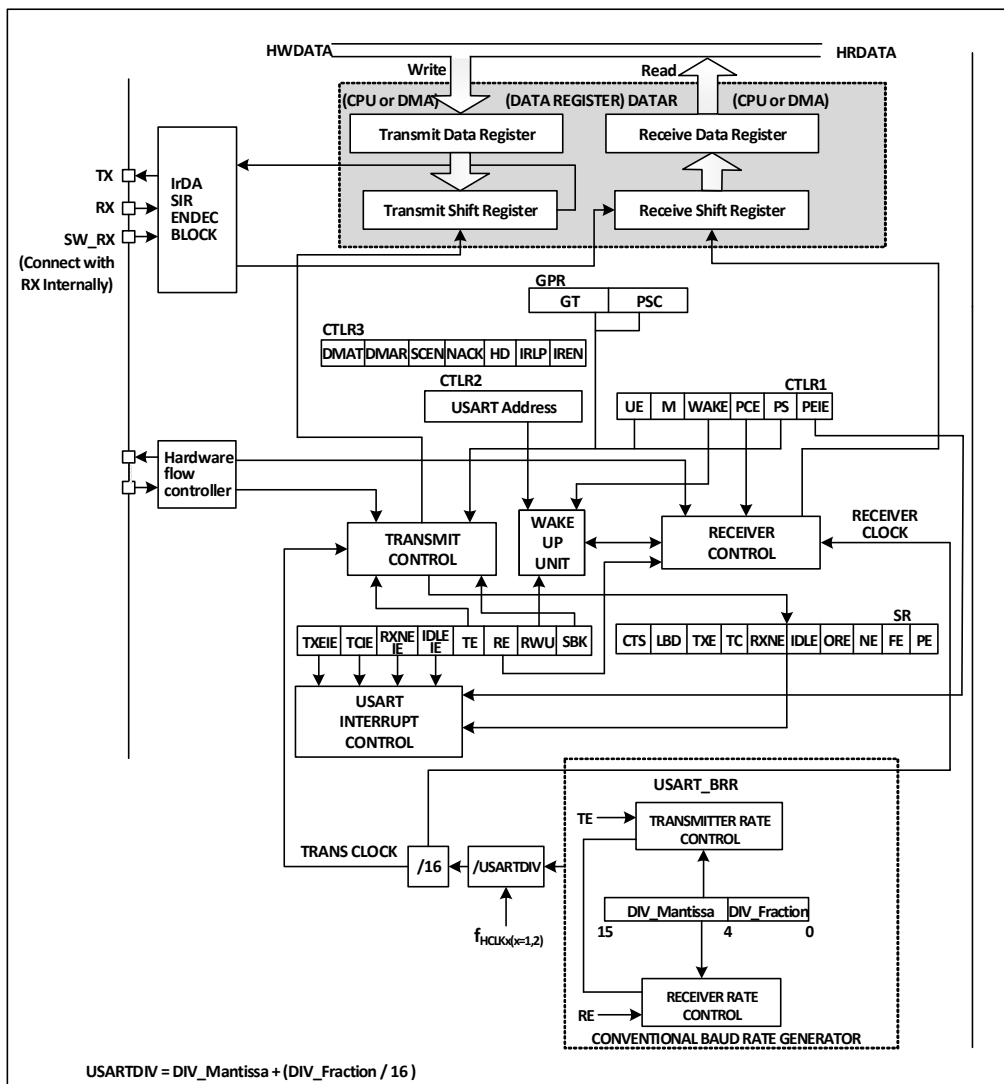 HWDATA
HRDATA
Write
Read
(CPU or DMA)
(DATA REGISTER) DATAR
(CPU or DMA)
Transmit Data Register
Receive Data Register
TX
RX
SW_RX
(Connect with
RX Internally)
IrDA
SIR
ENDEC
BLOCK
Transmit Shift Register
Receive Shift Register
GPR
GT PSC
CTLR3
DMAT DMAR SCEN NACK HD IRLP IREN
CTLR2
USART Address
CTLR1
UE M WAKE PCE PS PEIE
Hardware
flow
controller
TRANSMIT
CONTROL
WAKE
UP
UNIT
RECEIVER
CONTROL
RECEIVER
CLOCK
SR
TXEIE TCIE RXNE IE IDLE IE TE RE RWU SBK
CTS LBD TXE TC RXNE IDLE ORE NE FE PE
USART
INTERRUPT
CONTROL
USART_BRR
TE
TRANSMITTER RATE
CONTROL
TRANS CLOCK
/16
/USARTDIV
fHCLKx(x=1,2)
DIV_Mantissa DIV_Fraction
15 4 0
RE
RECEIVER RATE
CONTROL
CONVENTIONAL BAUD RATE GENERATOR
USARTDIV = DIV_Mantissa + (DIV_Fraction / 16 )